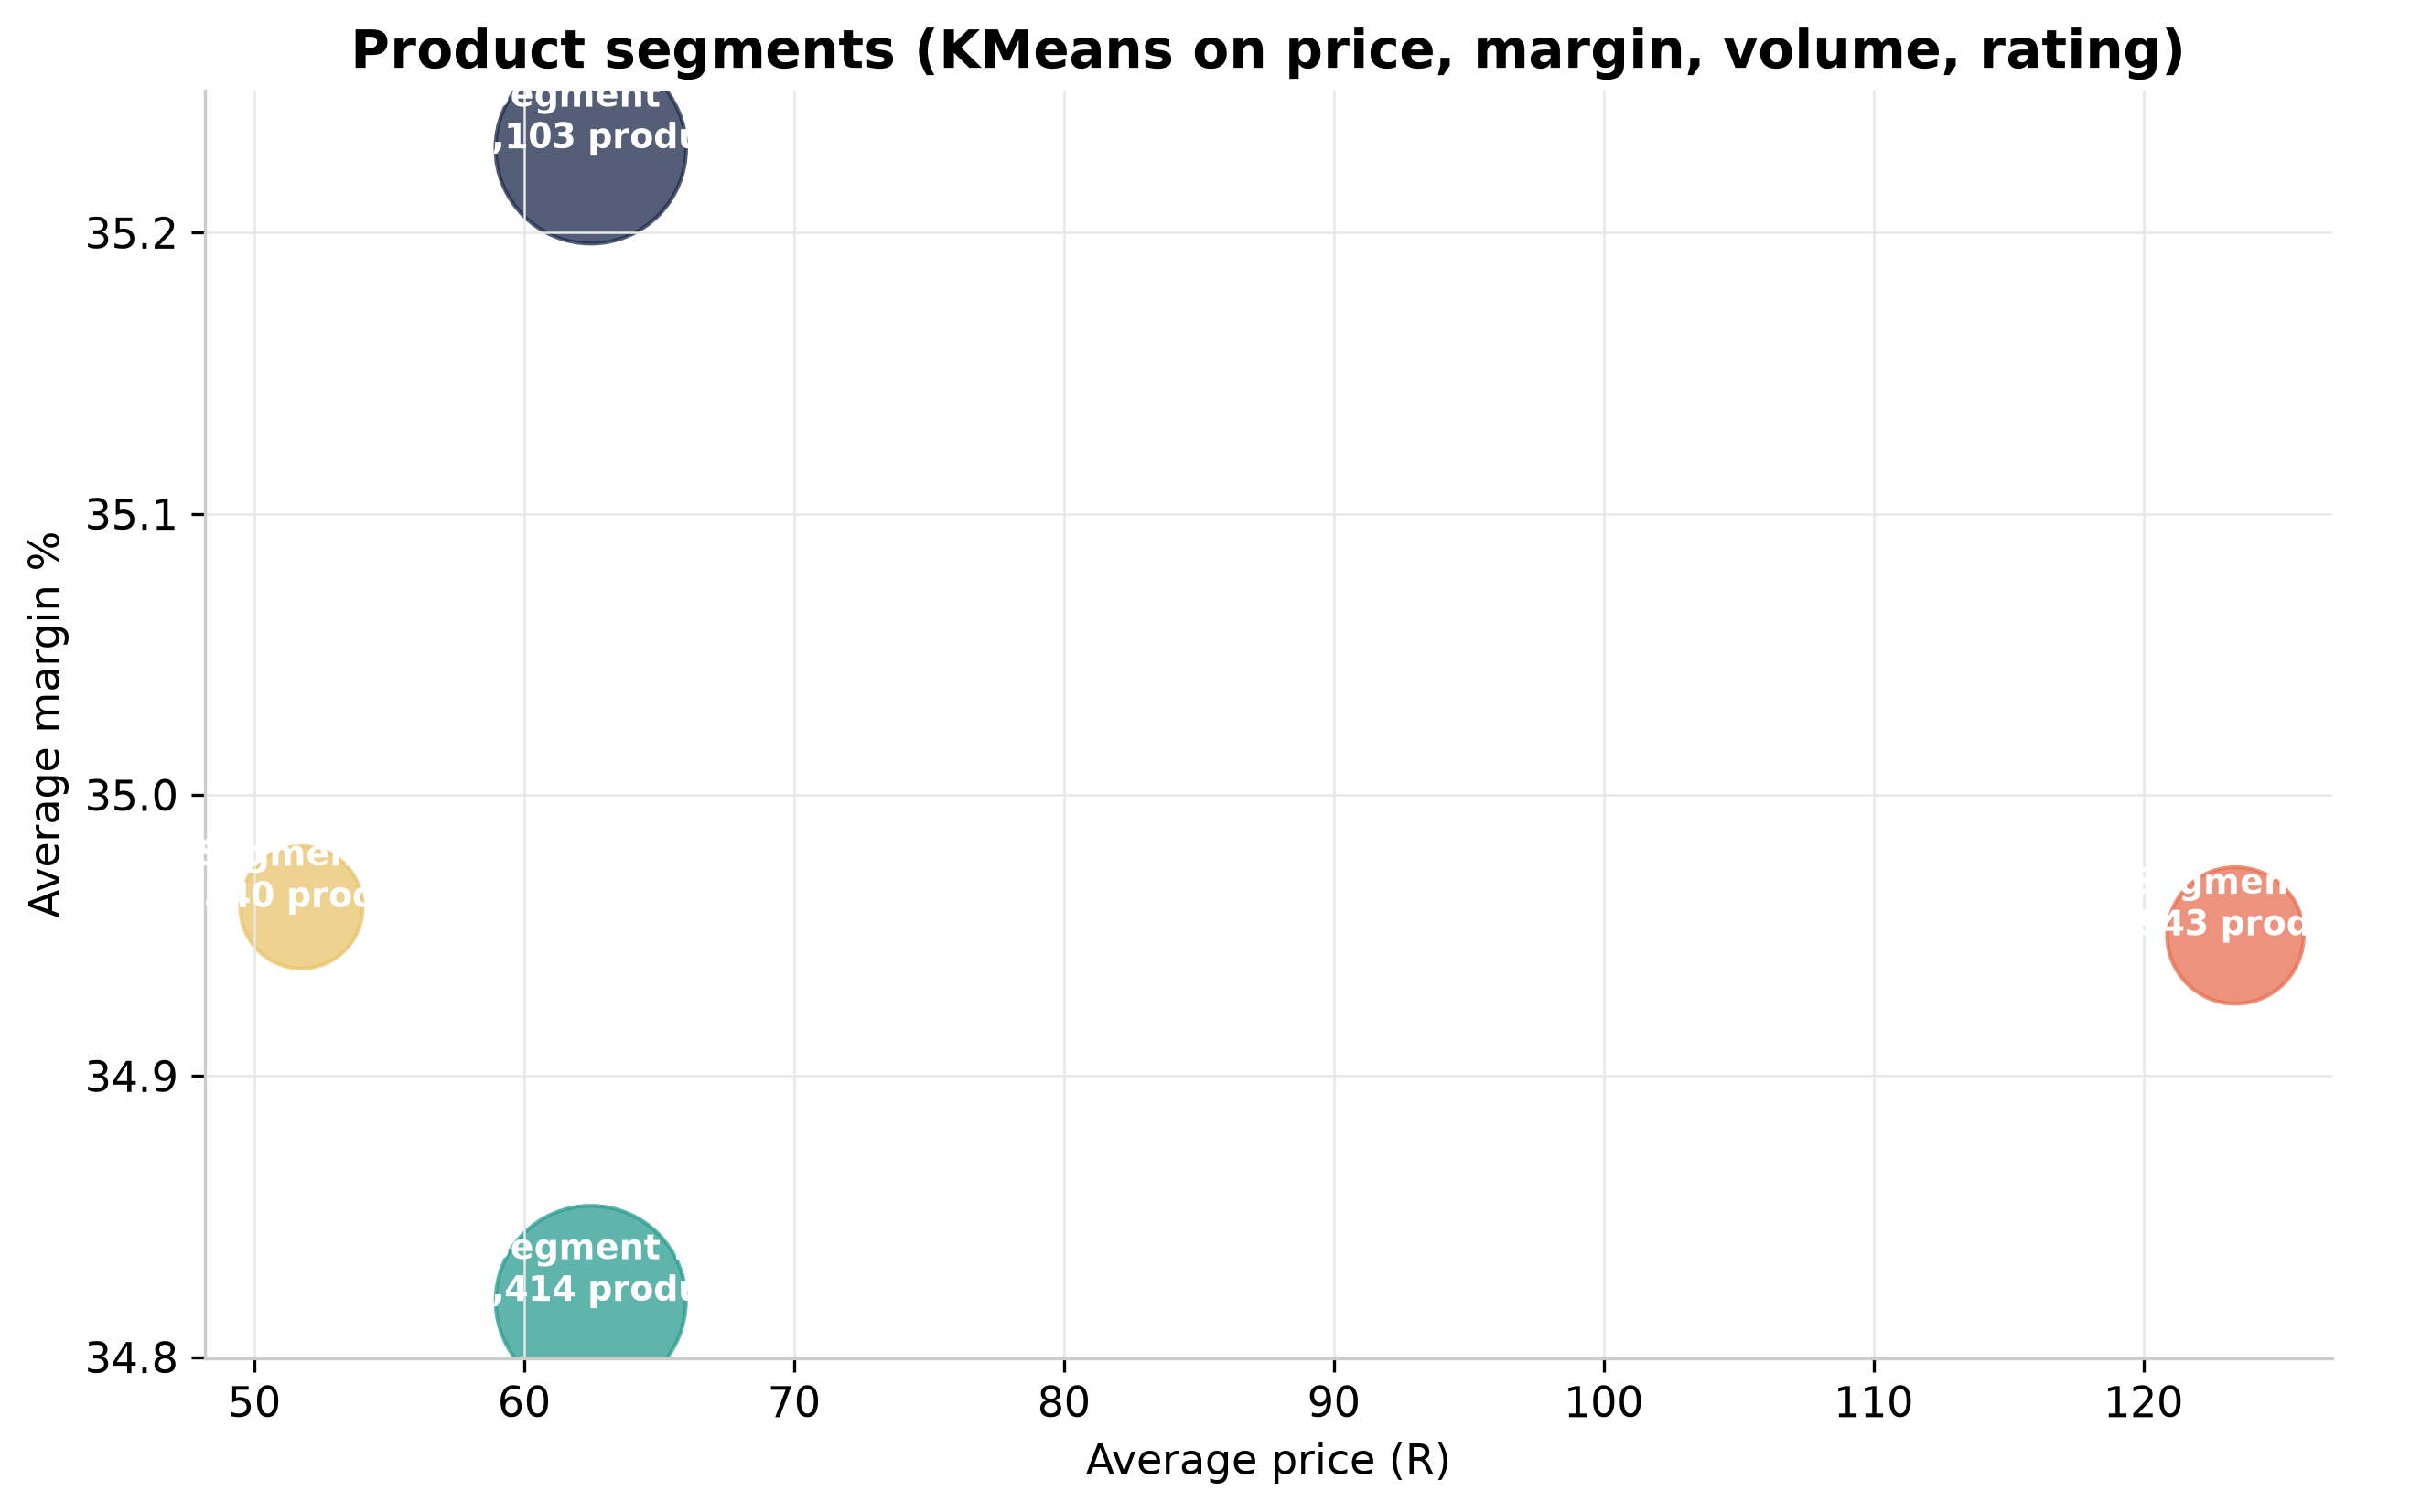 Product segments (KMeans on price, margin, volume, rating)
egment
,103 produ
35.2
35.1
Average margin %
35.0
egment
40 prod
egment
43 prod
34.9
egment
,414 produ
34.8
50 60 70 80 90 100 110 120
Average price (R)